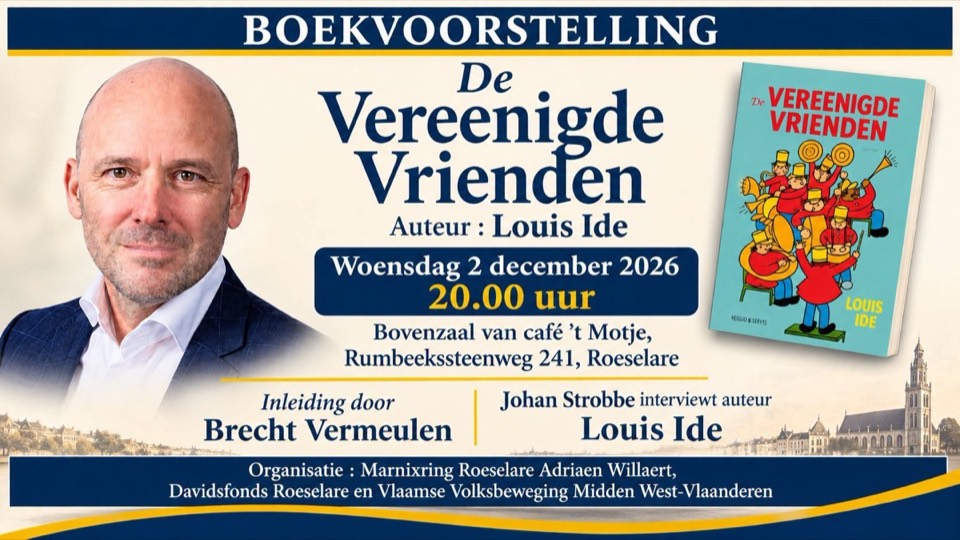 BOEKVOORSTELLING
De
Vereenigde
Vrienden
Auteur : Louis Ide
Woensdag 2 december 2026
20.00 uur
Bovenzaal van café ’t Motje,
Rumbeekssteenweg 241, Roeselare
Inleiding door
Brecht Vermeulen
Johan Strobbe interviewt auteur
Louis Ide
Organisatie : Marnixring Roeselare Adriaen Willaert,
Davidsfonds Roeselare en Vlaamse Volksbeweging Midden West-Vlaanderen
De VEREENIGDE
VRIENDEN
LOUIS
IDE